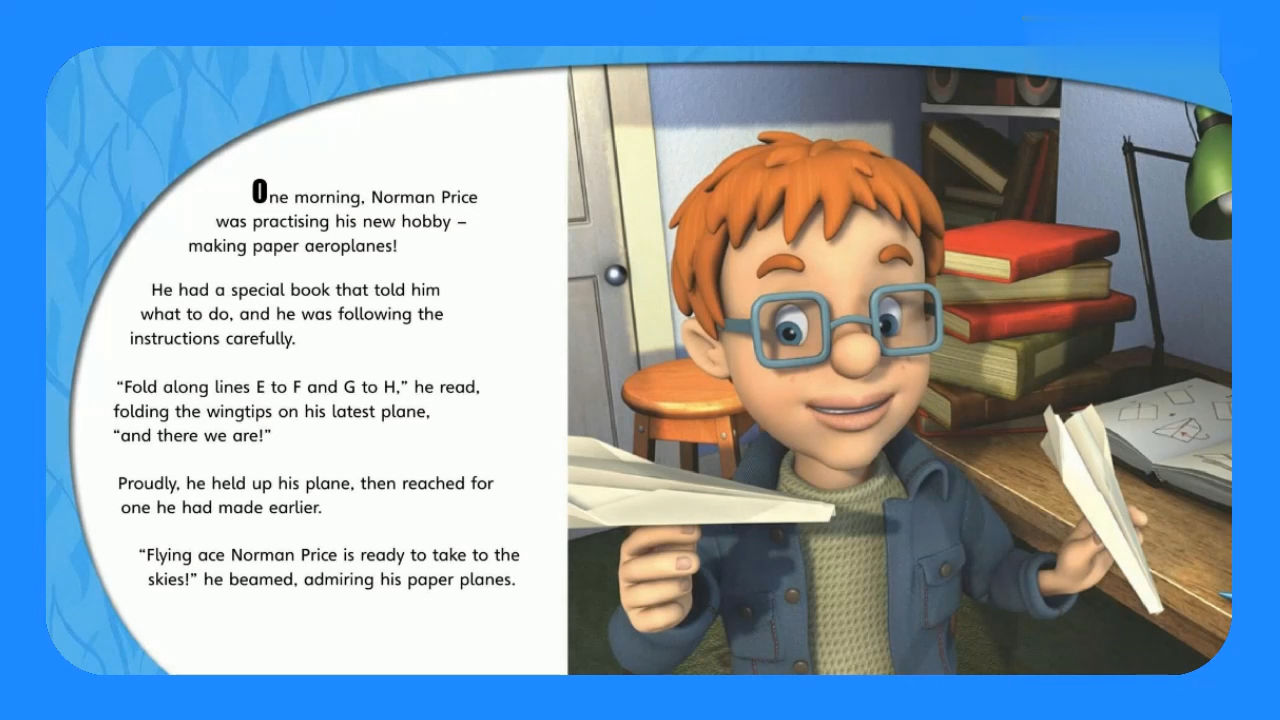 One morning, Norman Price
was practising his new hobby –
making paper aeroplanes!
He had a special book that told him
what to do, and he was following the
instructions carefully.
“Fold along lines E to F and G to H,” he read,
folding the wingtips on his latest plane,
“and there we are!”
Proudly, he held up his plane, then reached for
one he had made earlier.
“Flying ace Norman Price is ready to take to the
skies!” he beamed, admiring his paper planes.